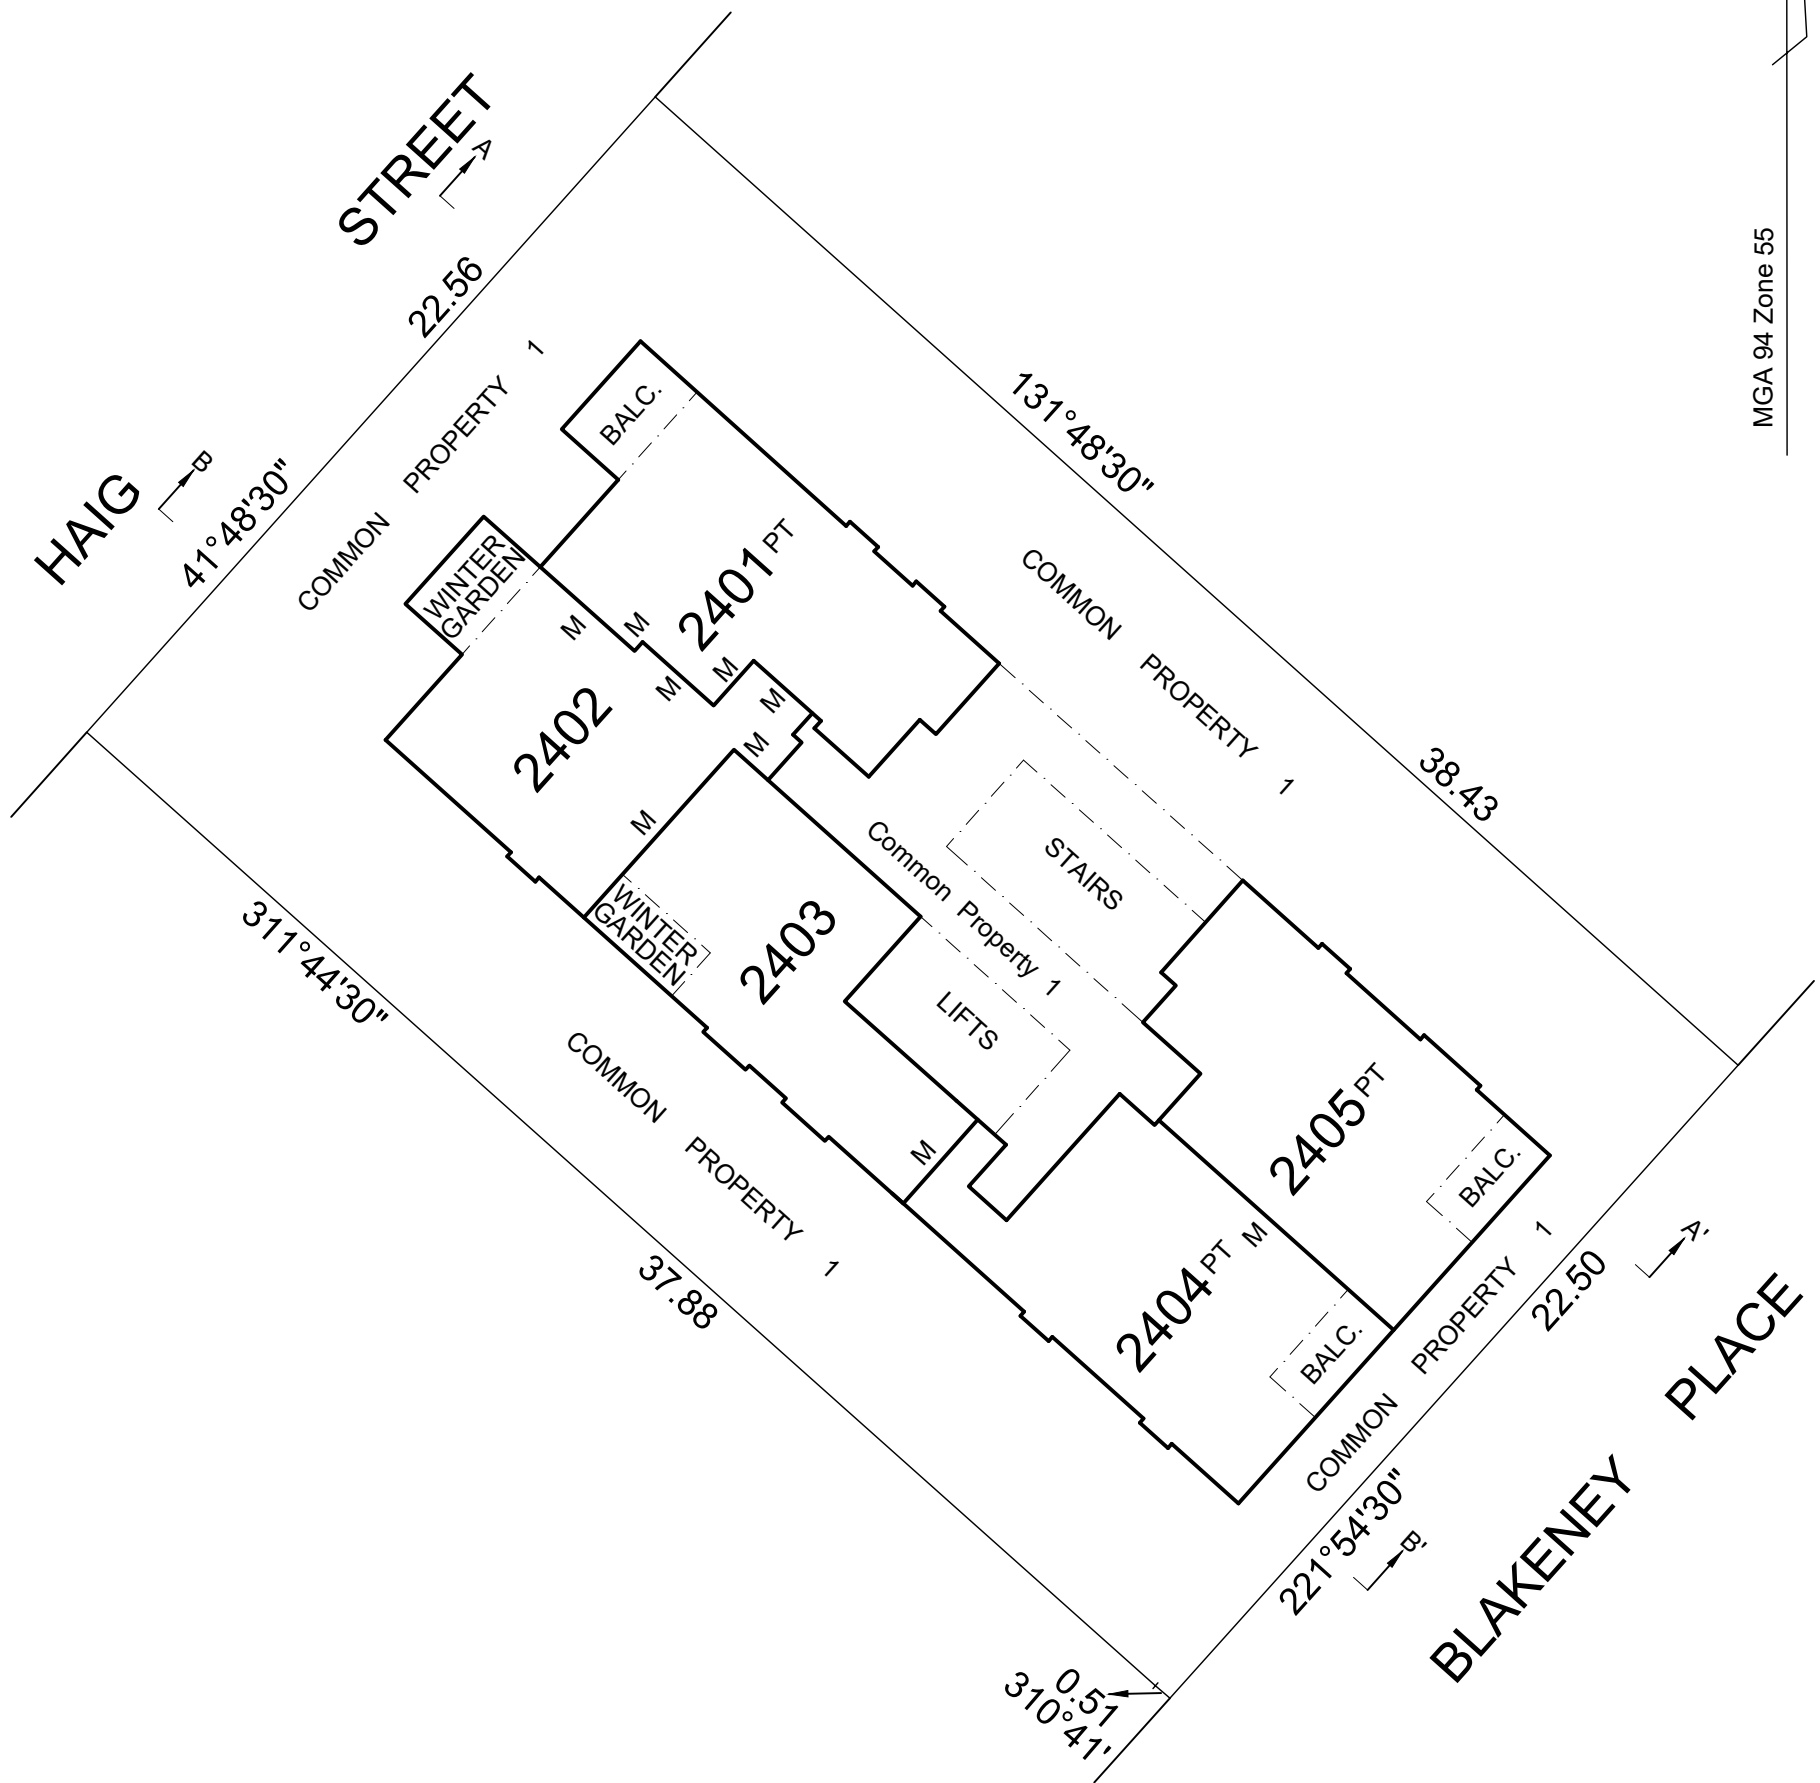 HAIG STREET
A
B
22.56
41°48'30"
COMMON PROPERTY 1
MGA 94 Zone 55
131°48'30"
38.43
COMMON PROPERTY 1
BALC.
2401 PT
WINTER
GARDEN
M
M
M
M
M
M
M
2402
WINTER
GARDEN
2403
Common Property 1
STAIRS
LIFTS
311°44'30"
37.88
COMMON PROPERTY 1
M
2405 PT
BALC.
M
2404 PT
BALC.
COMMON PROPERTY 1
22.50
221°54'30"
A'
B'
BLAKENEY PLACE
0.51
310°41'